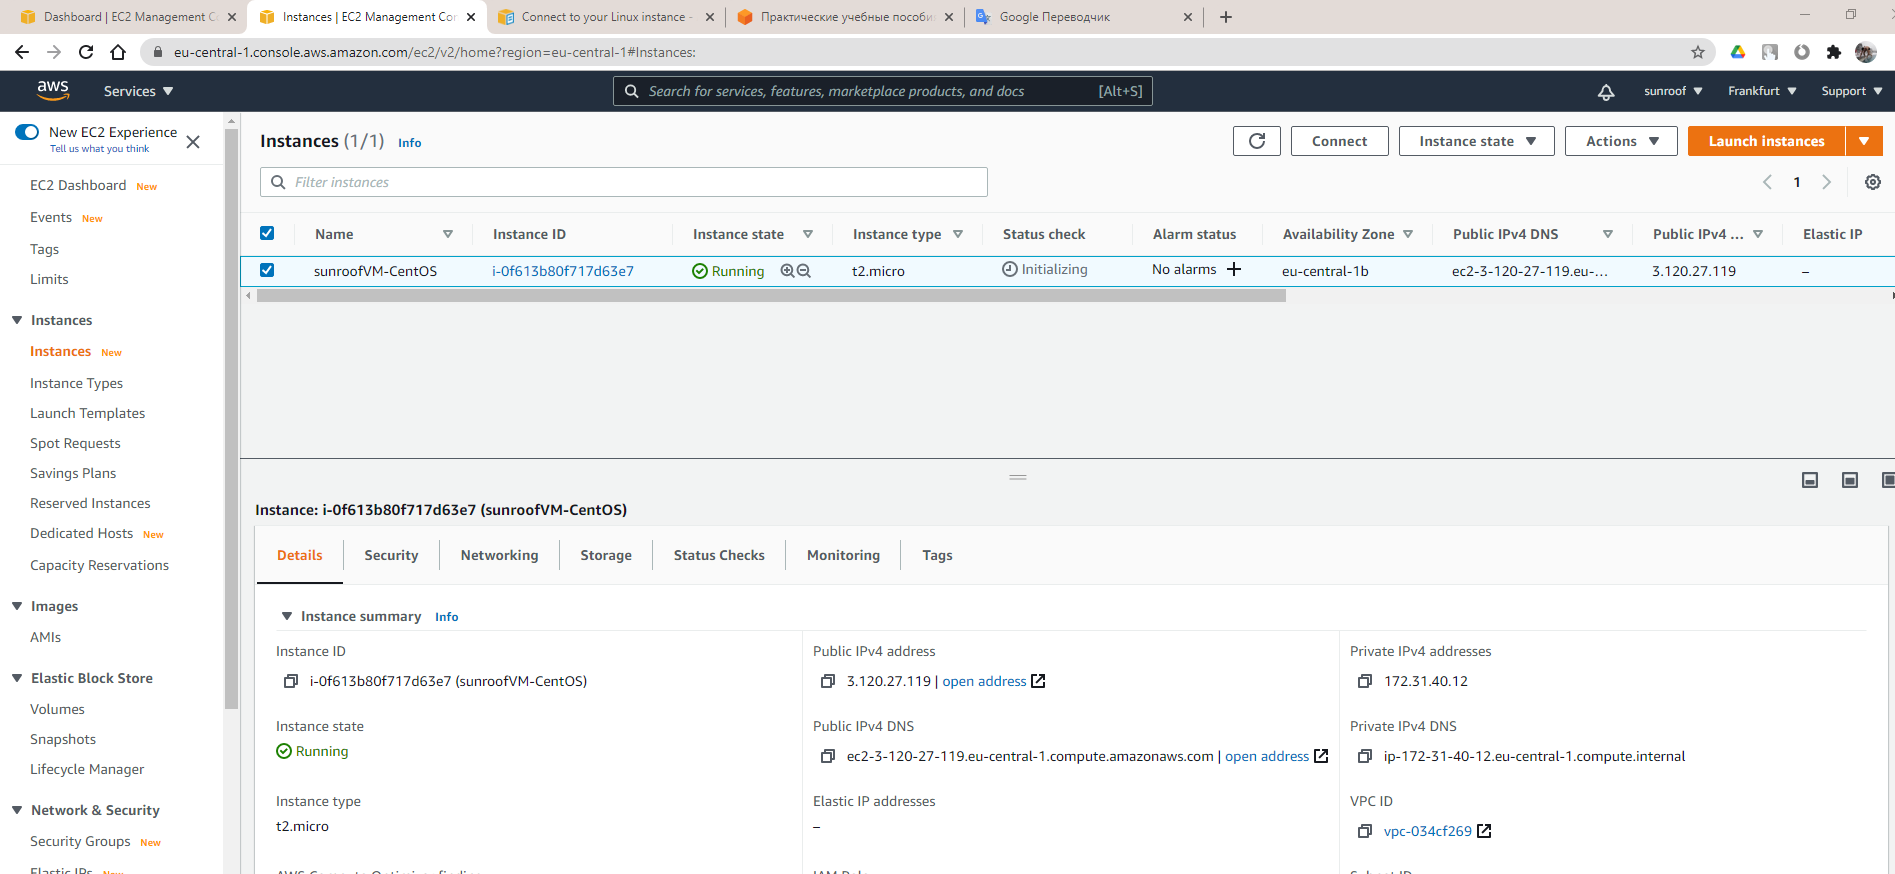 Dashboard | EC2 Management Co
Instances | EC2 Management Con
Connect to your Linux instance -
Практические учебные пособи
Google Переводчик
eu-central-1.console.aws.amazon.com/ec2/v2/home?region=eu-central-1#Instances:
aws
Services
Search for services, features, marketplace products, and docs
[Alt+S]
sunroof
Frankfurt
Support
New EC2 Experience
Tell us what you think
EC2 Dashboard New
Events New
Tags
Limits
Instances
Instances New
Instance Types
Launch Templates
Spot Requests
Savings Plans
Reserved Instances
Dedicated Hosts New
Capacity Reservations
Images
AMIs
Elastic Block Store
Volumes
Snapshots
Lifecycle Manager
Network & Security
Security Groups New
Elastic IPs New
Instances (1/1) Info
Connect
Instance state
Actions
Launch instances
Filter instances
1
Name Instance ID Instance state Instance type Status check Alarm status Availability Zone Public IPv4 DNS Public IPv4 ... Elastic IP
sunroofVM-CentOS i-0f613b80f717d63e7 Running t2.micro Initializing No alarms + eu-central-1b ec2-3-120-27-119.eu-... 3.120.27.119 –
Instance: i-0f613b80f717d63e7 (sunroofVM-CentOS)
Details Security Networking Storage Status Checks Monitoring Tags
Instance summary Info
Instance ID
i-0f613b80f717d63e7 (sunroofVM-CentOS)
Public IPv4 address
3.120.27.119 | open address
Private IPv4 addresses
172.31.40.12
Instance state
Running
Public IPv4 DNS
ec2-3-120-27-119.eu-central-1.compute.amazonaws.com | open address
Private IPv4 DNS
ip-172-31-40-12.eu-central-1.compute.internal
Instance type
t2.micro
Elastic IP addresses
–
VPC ID
vpc-034cf269
AWS Compute Optimizer finding
IAM Role
Subnet ID